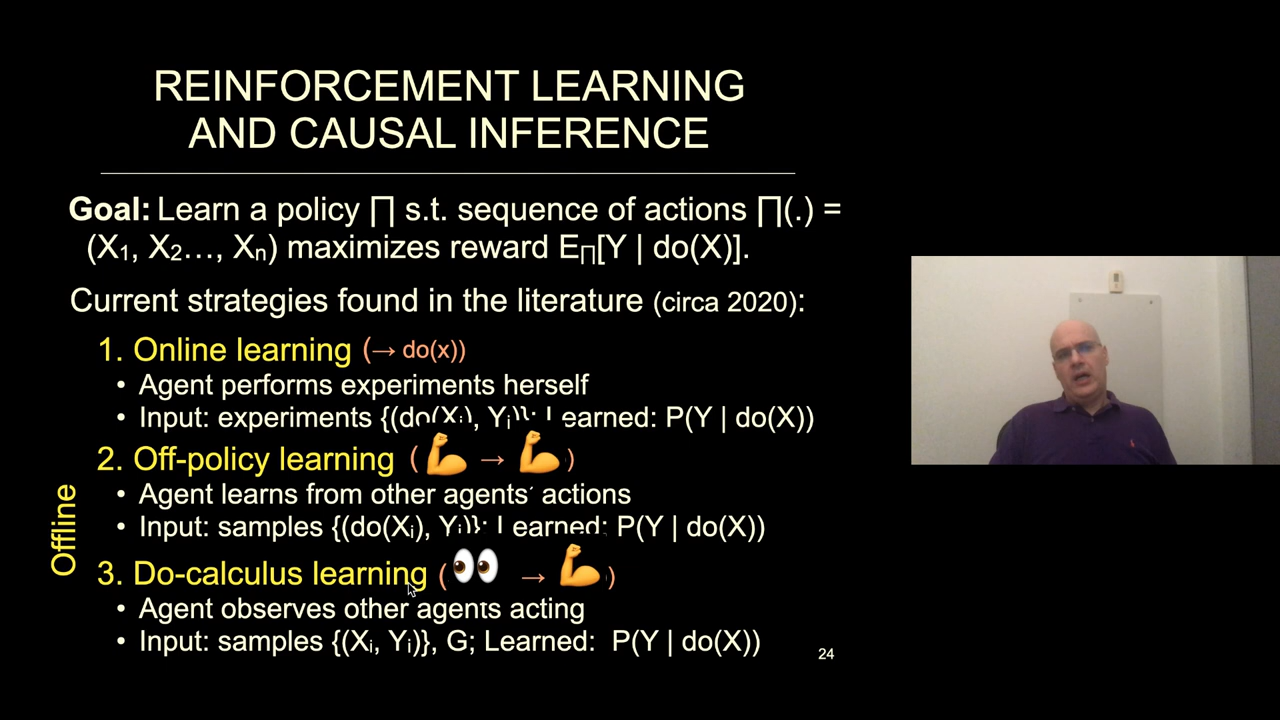 REINFORCEMENT LEARNING
AND CAUSAL INFERENCE
Goal: Learn a policy ∏ s.t. sequence of actions ∏(.) =
(X₁, X₂…, Xₙ) maximizes reward E∏[Y | do(X)].
Current strategies found in the literature (circa 2020):
1. Online learning (→ do(x))
• Agent performs experiments herself
• Input: experiments {(do(Xᵢ), Yᵢ)}; Learned: P(Y | do(X))
2. Off-policy learning (💪 → 💪)
• Agent learns from other agents' actions
• Input: samples {(do(Xᵢ), Yᵢ)}; Learned: P(Y | do(X))
Offline
3. Do-calculus learning (👀 → 💪)
• Agent observes other agents acting
• Input: samples {(Xᵢ, Yᵢ)}, G; Learned: P(Y | do(X))
24